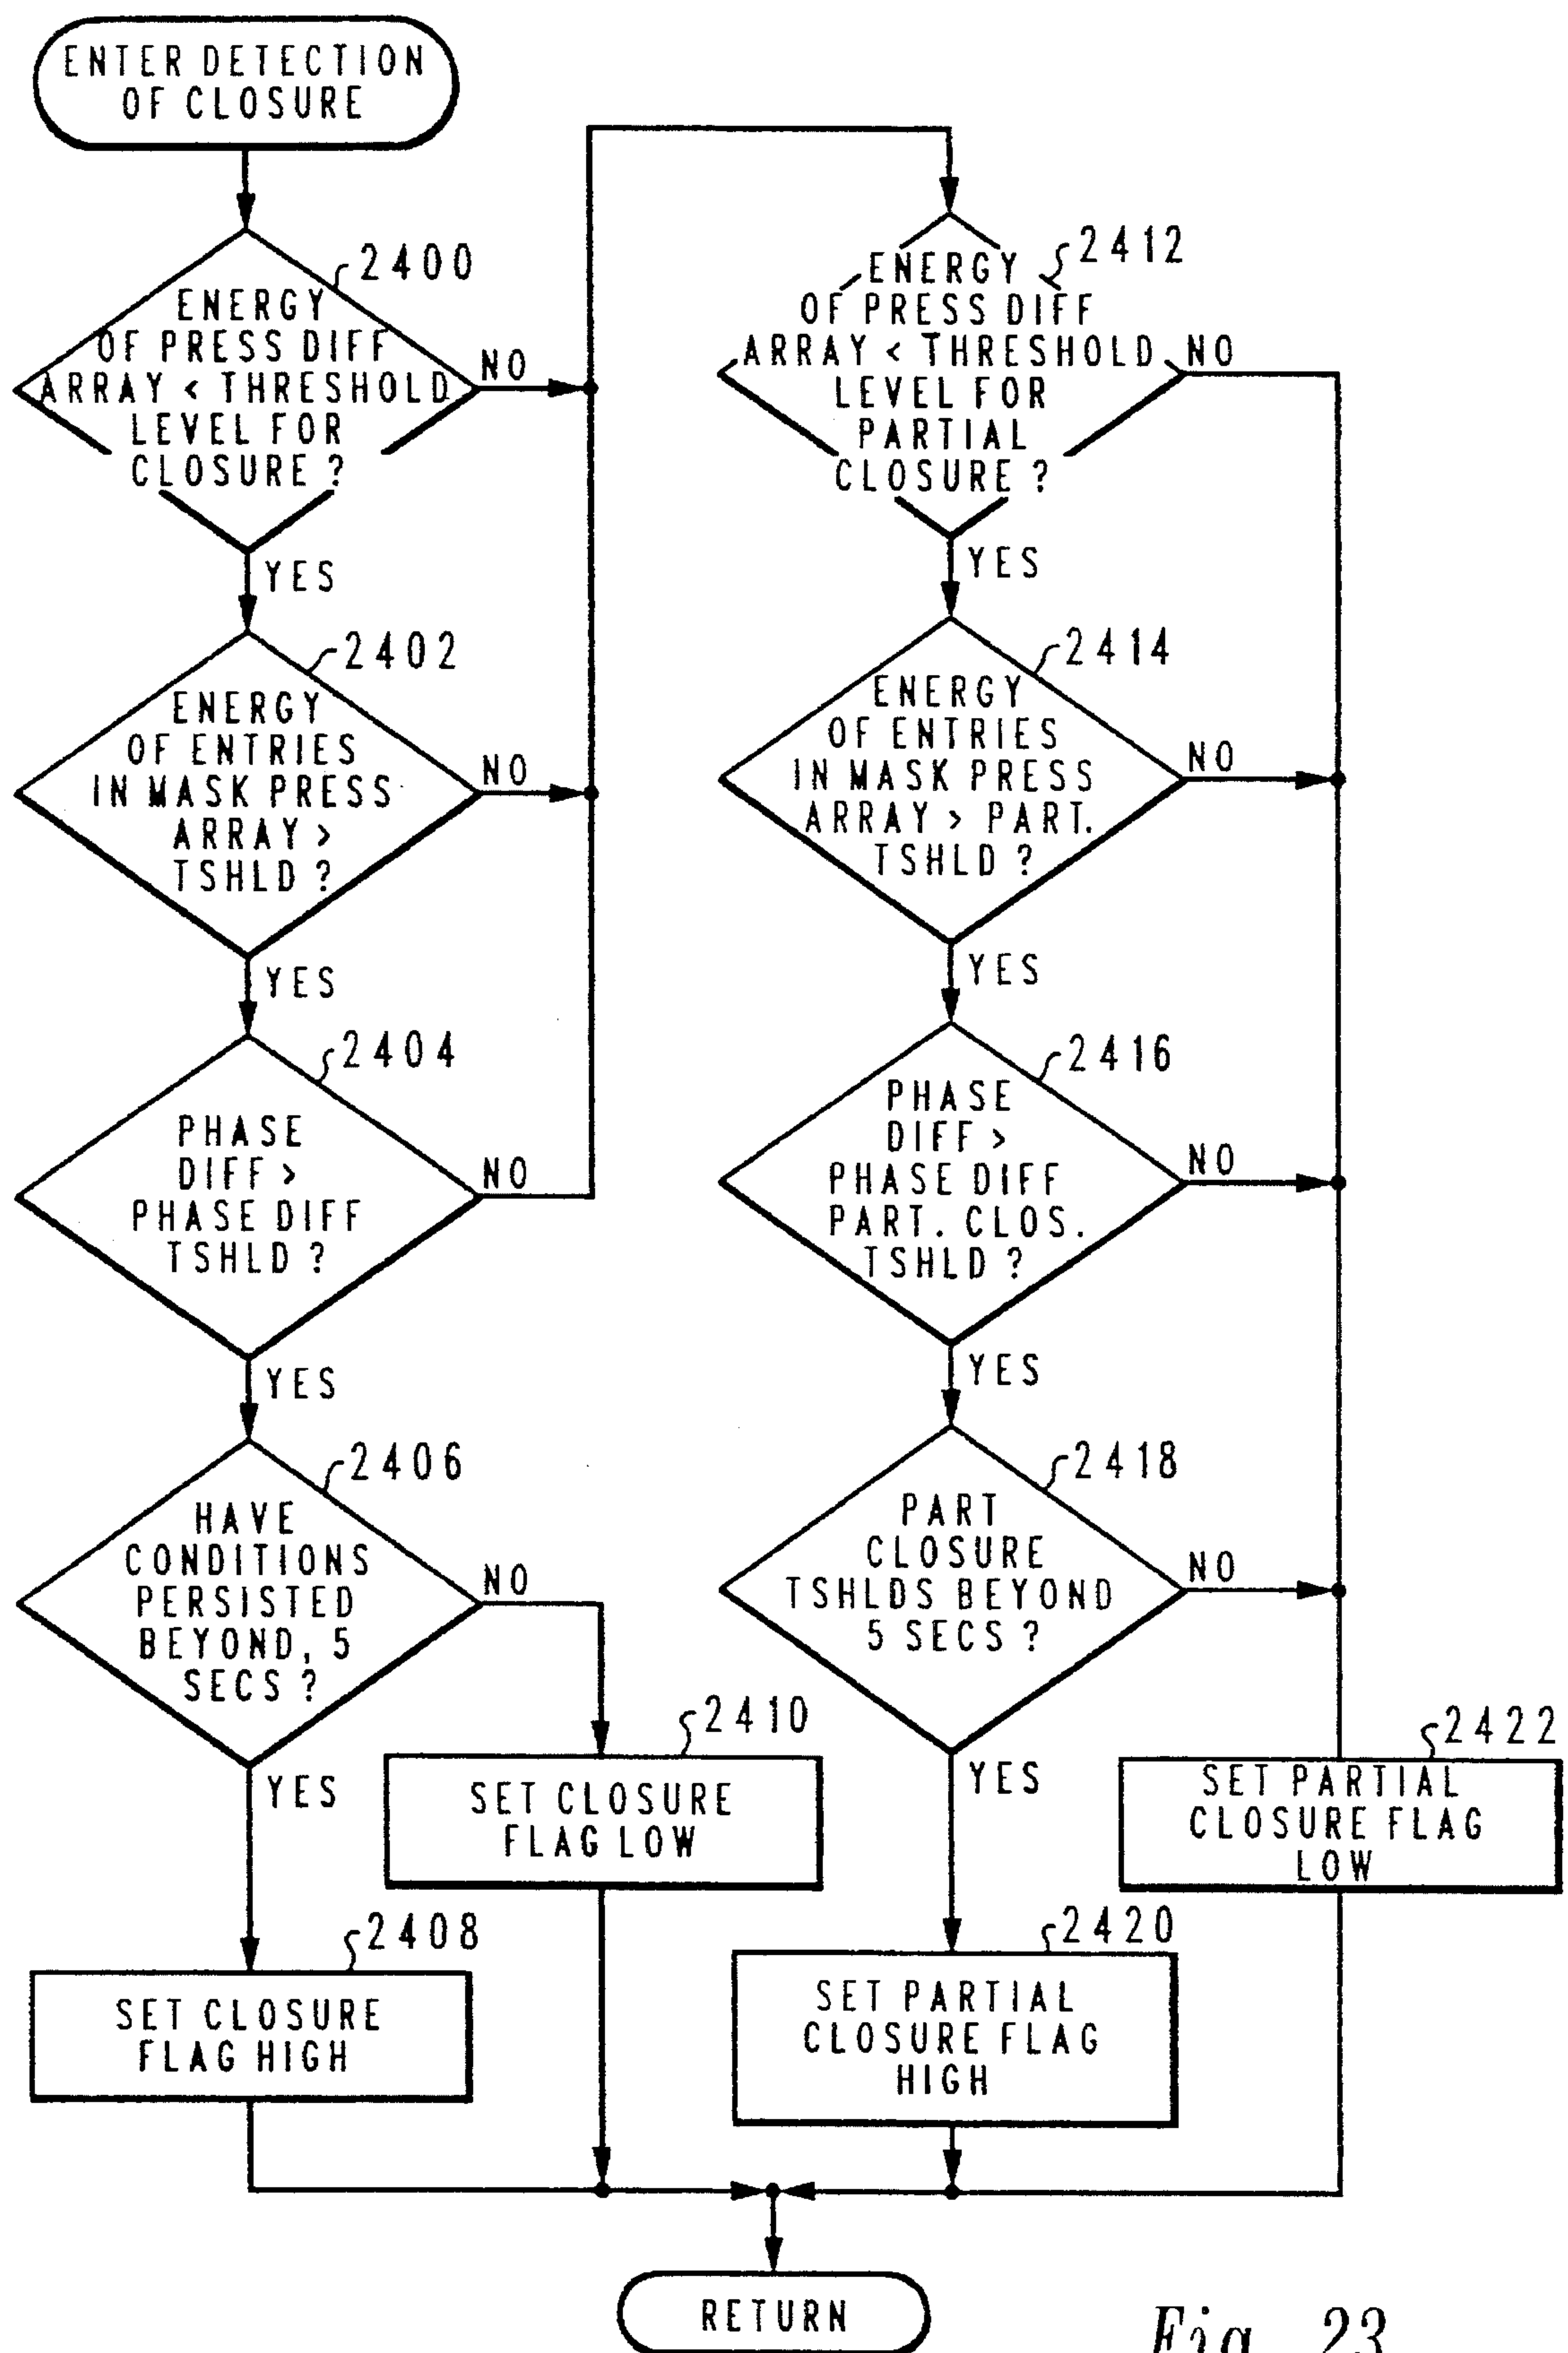 ENTER DETECTION
OF CLOSURE
2400
ENERGY
OF PRESS DIFF
ARRAY < THRESHOLD
LEVEL FOR
CLOSURE ?
NO
YES
2402
ENERGY
OF ENTRIES
IN MASK PRESS
ARRAY >
TSHLD ?
NO
YES
2404
PHASE
DIFF >
PHASE DIFF
TSHLD ?
NO
YES
2406
HAVE
CONDITIONS
PERSISTED
BEYOND, 5
SECS ?
NO
YES
2410
SET CLOSURE
FLAG LOW
2408
SET CLOSURE
FLAG HIGH
2412
ENERGY
OF PRESS DIFF
ARRAY < THRESHOLD
LEVEL FOR
PARTIAL
CLOSURE ?
NO
YES
2414
ENERGY
OF ENTRIES
IN MASK PRESS
ARRAY > PART.
TSHLD ?
NO
YES
2416
PHASE
DIFF >
PHASE DIFF
PART. CLOS.
TSHLD ?
NO
YES
2418
PART
CLOSURE
TSHLDS BEYOND
5 SECS ?
NO
YES
2422
SET PARTIAL
CLOSURE FLAG
LOW
2420
SET PARTIAL
CLOSURE FLAG
HIGH
RETURN
Fig. 23